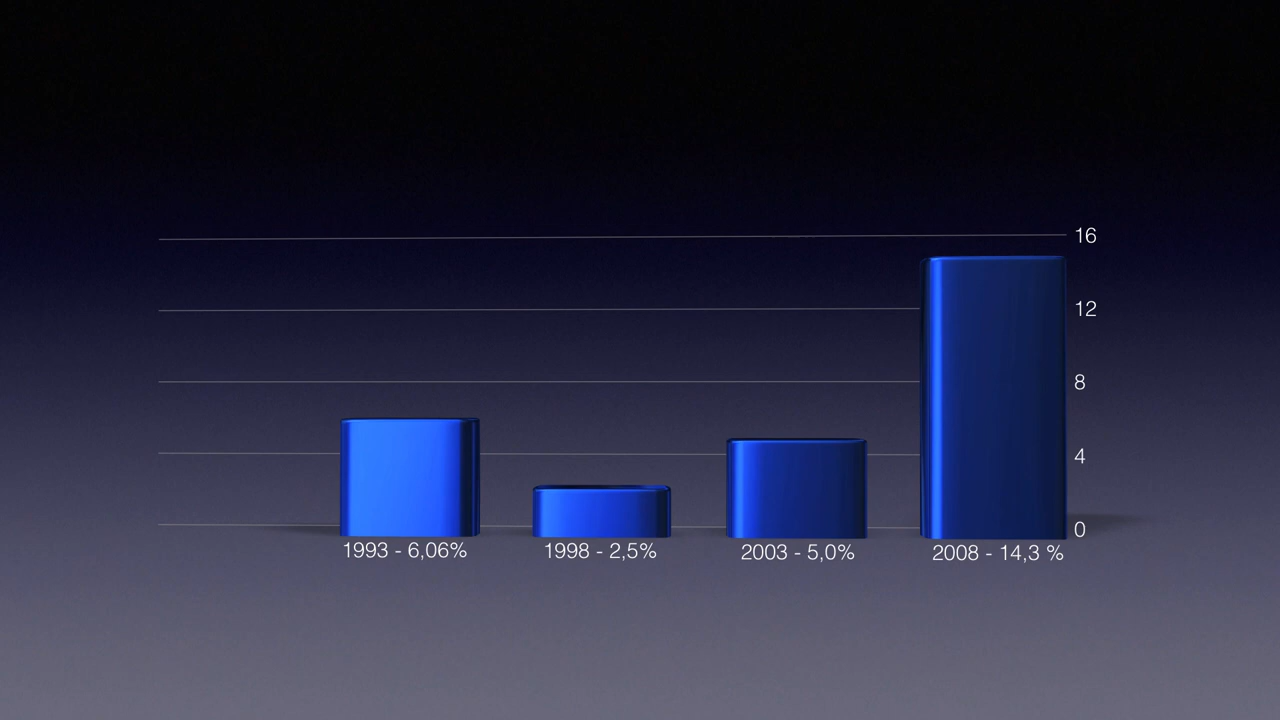 16
12
8
4
0
1993 - 6,06%
1998 - 2,5%
2003 - 5,0%
2008 - 14,3 %